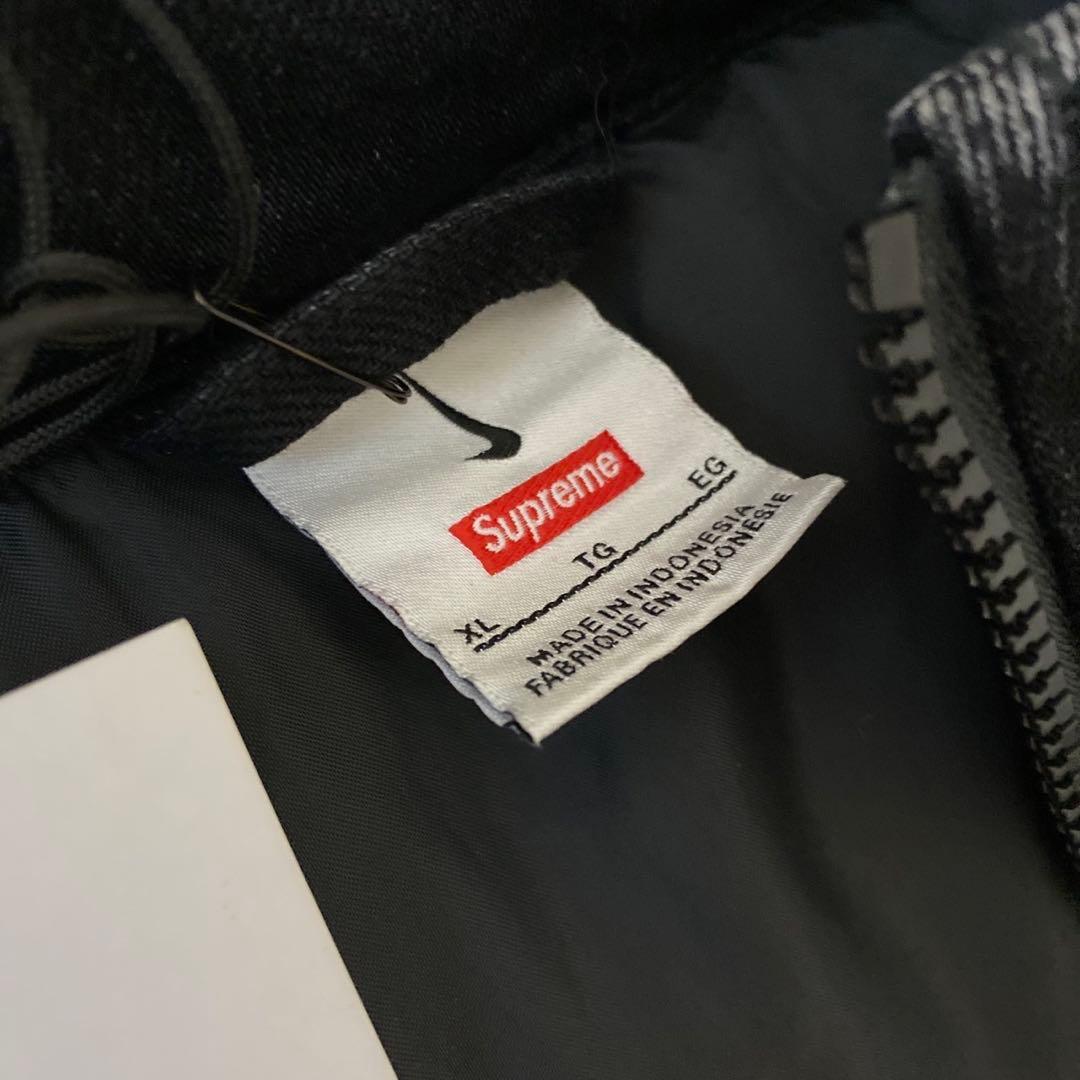 Supreme
XL TG EG
MADE IN INDONESIA
FABRIQUE EN INDONESIE